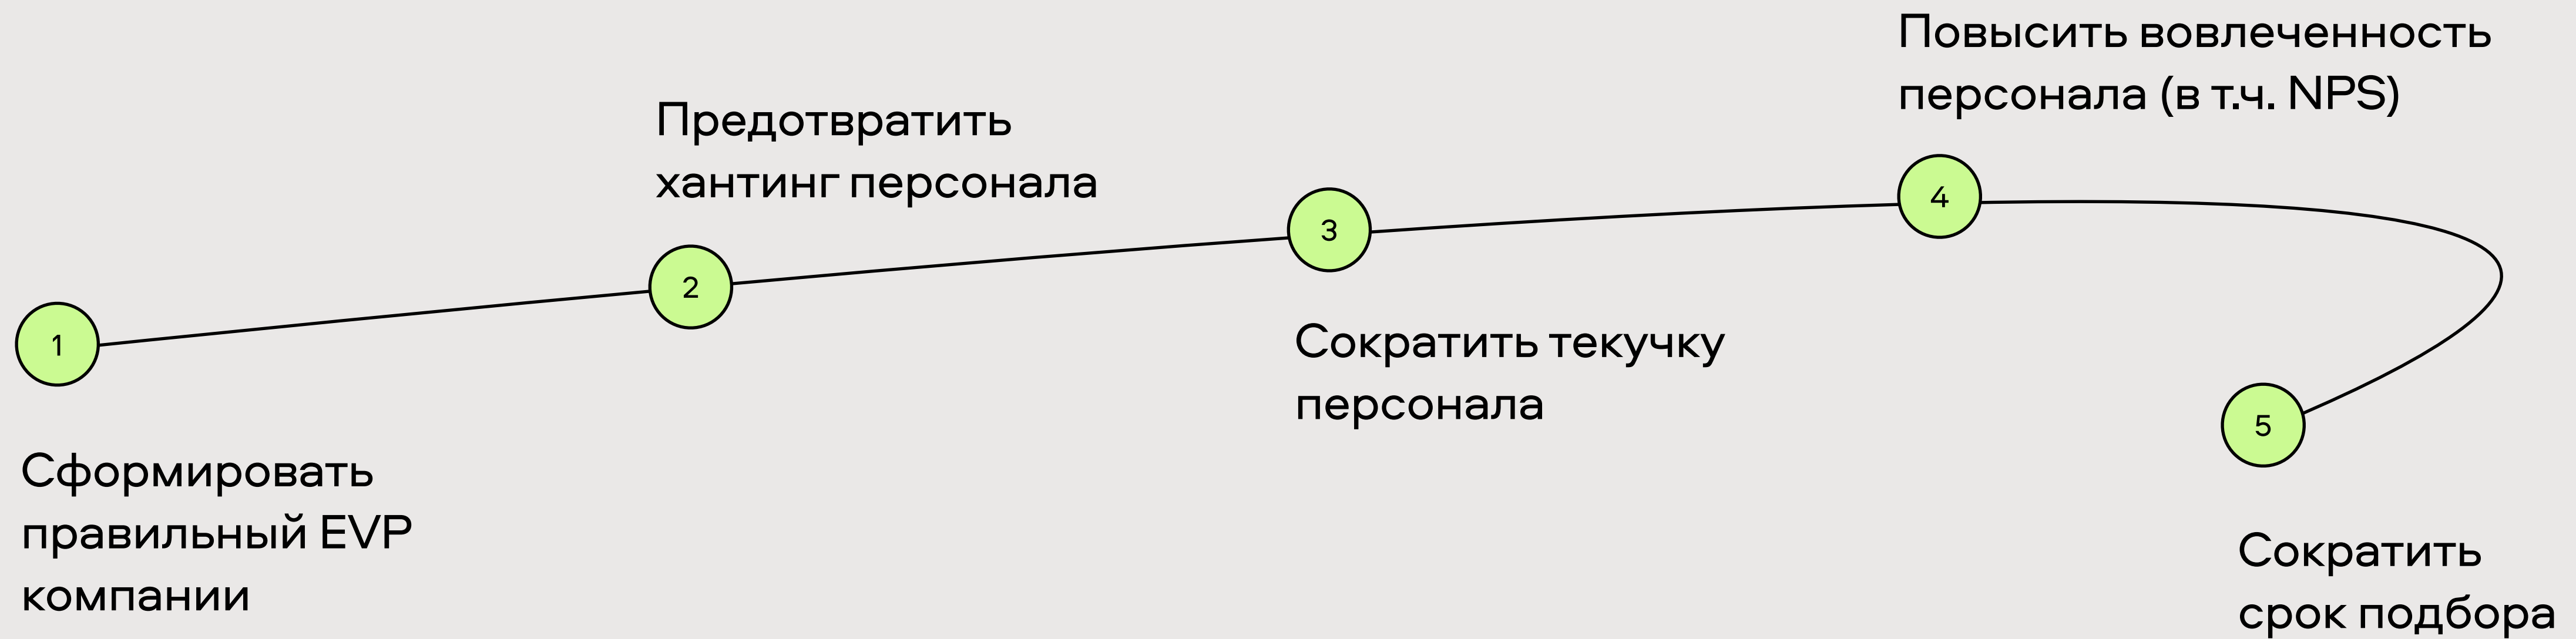 1
Сформировать
правильный EVP
компании
2
Предотвратить
хантинг персонала
3
Сократить текучку
персонала
4
Повысить вовлеченность
персонала (в т.ч. NPS)
5
Сократить
срок подбора